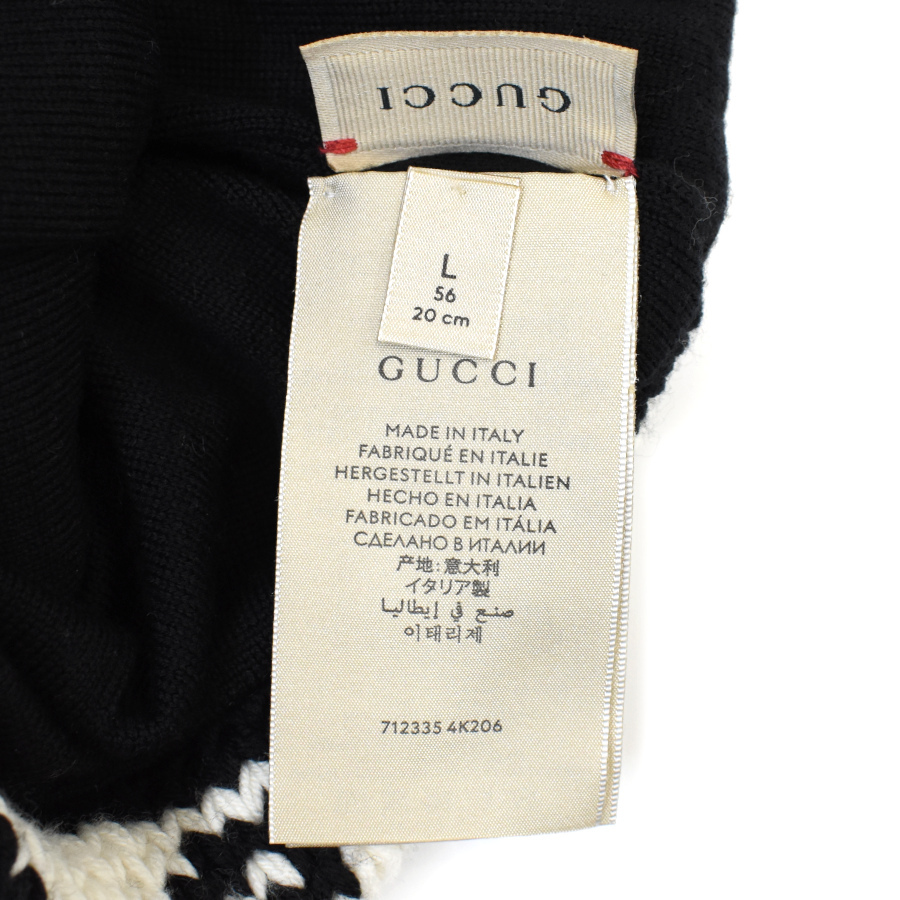 GUCCI
L
56
20 cm
GUCCI
MADE IN ITALY
FABRIQUÉ EN ITALIE
HERGESTELLT IN ITALIEN
HECHO EN ITALIA
FABRICADO EM ITÁLIA
СДЕЛАНО В ИТАЛИИ
产地：意大利
イタリア製
صنع في إيطاليا
이태리제
712335 4K206